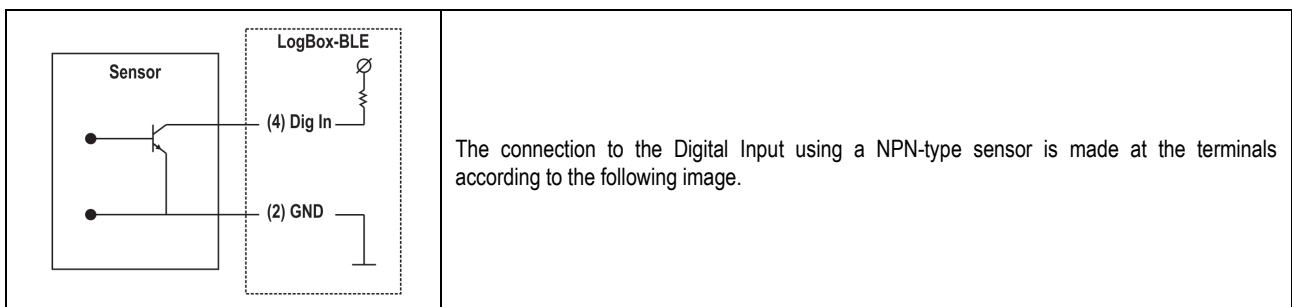 LogBox-BLE
Sensor
(4) Dig In
(2) GND
The connection to the Digital Input using a NPN-type sensor is made at the terminals
according to the following image.